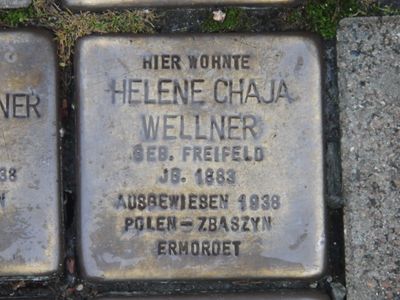 HIER WOHNTE
HELENE CHAJA
WELLNER
GEB. FREIFELD
JG. 1883
AUSGEWIESEN 1938
POLEN – ZBASZYN
ERMORDET